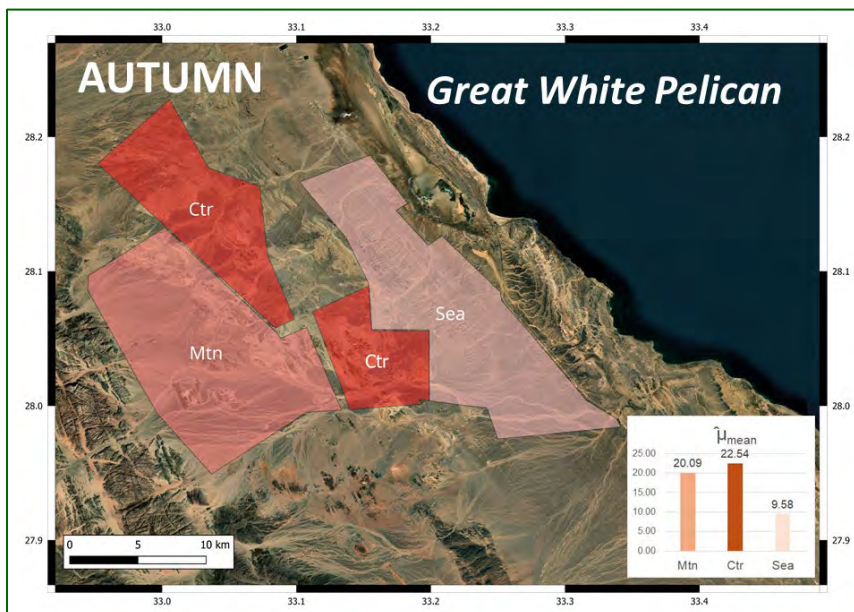 33.0 33.1 33.2 33.3 33.4
AUTUMN
Great White Pelican
28.2 28.2
Ctr
28.1 28.1
Sea
Mtn
Ctr
28.0 28.0
μ̂mean
25.00
20.00
15.00
10.00
5.00
0.00
20.09 22.54 9.58
Mtn Ctr Sea
27.9 27.9
0 5 10 km
33.0 33.1 33.2 33.3 33.4